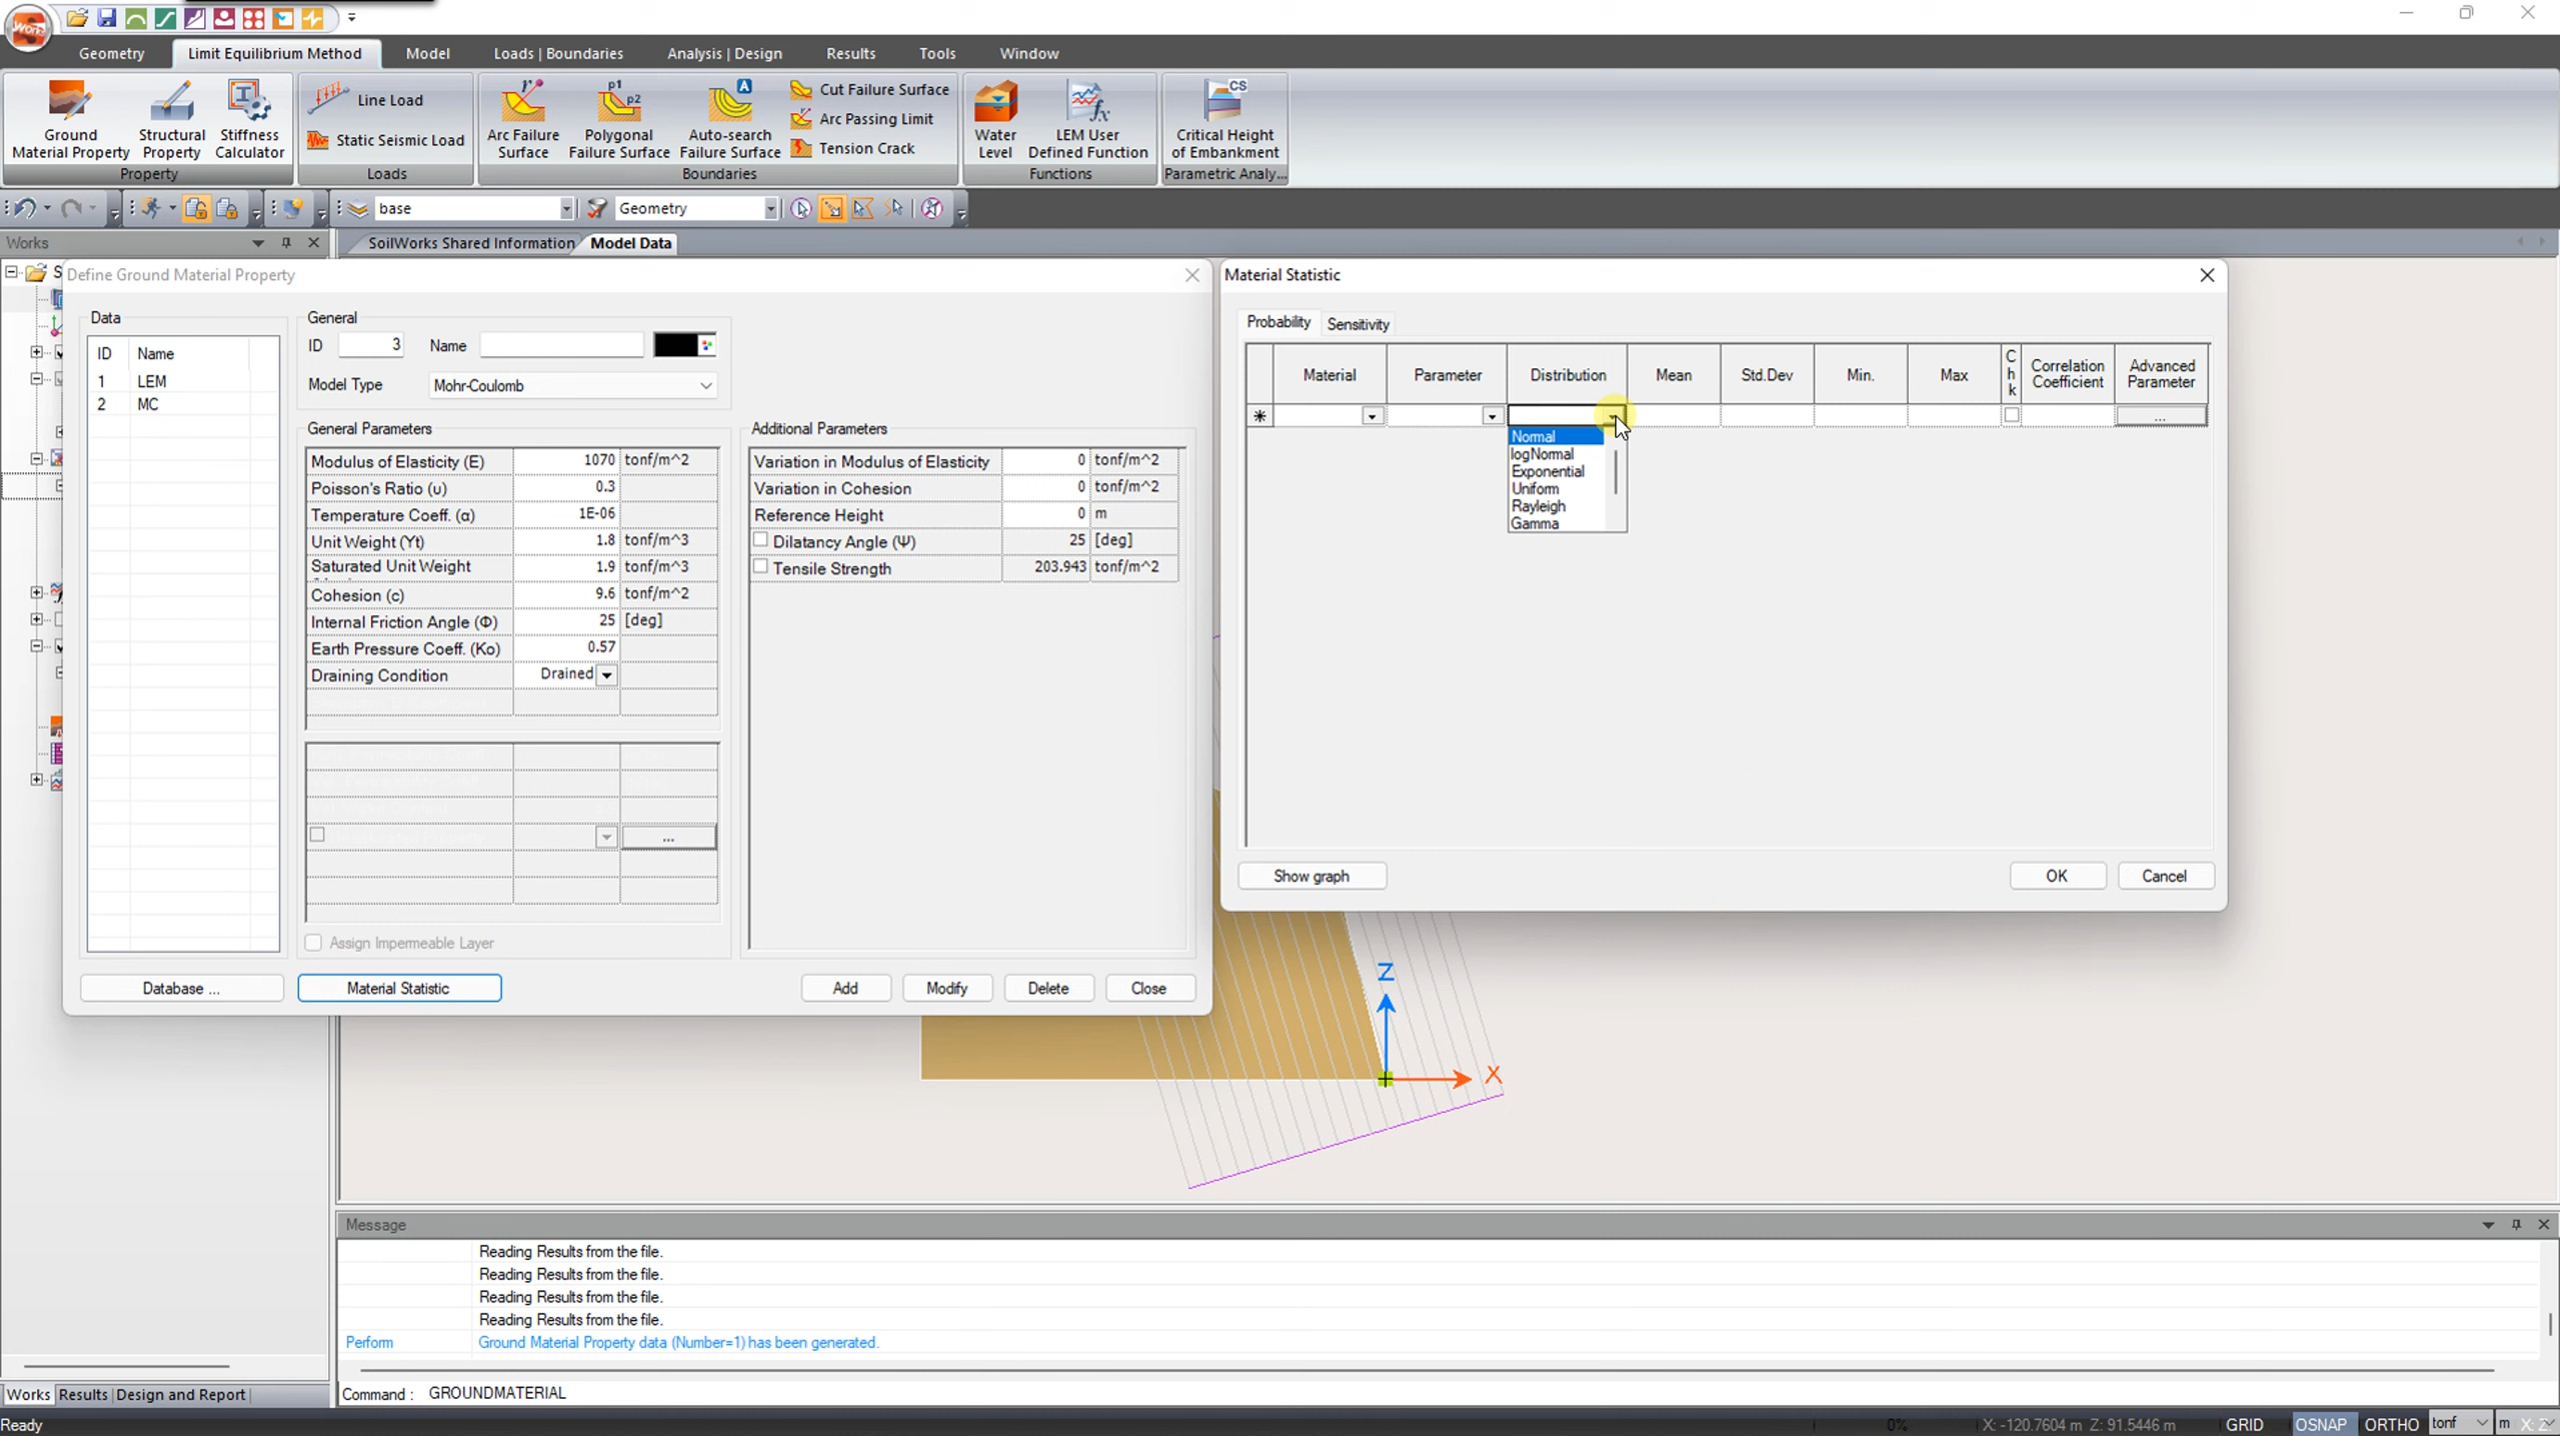 Works
Geometry
Limit Equilibrium Method
Model
Loads | Boundaries
Analysis | Design
Results
Tools
Window
Ground
Material Property
Structural
Property
Stiffness
Calculator
Property
Line Load
Static Seismic Load
Loads
Arc Failure
Surface
p1
p2
Polygonal
Failure Surface
A
Auto-search
Failure Surface
Cut Failure Surface
Arc Passing Limit
Tension Crack
Boundaries
Water
Level
LEM User
Defined Function
Functions
CS
Critical Height
of Embankment
Parametric Analy...
base
Geometry
Works
SoilWorks Shared Information
Model Data
S
Define Ground Material Property
Data
ID Name
1 LEM
2 MC
General
ID 3 Name
Model Type Mohr-Coulomb
General Parameters
Modulus of Elasticity (E) 1070 tonf/m^2
Poisson's Ratio (υ) 0.3
Temperature Coeff. (α) 1E-06
Unit Weight (Yt) 1.8 tonf/m^3
Saturated Unit Weight 1.9 tonf/m^3
Cohesion (c) 9.6 tonf/m^2
Internal Friction Angle (Φ) 25 [deg]
Earth Pressure Coeff. (Ko) 0.57
Draining Condition Drained
...
Assign Impermeable Layer
Additional Parameters
Variation in Modulus of Elasticity 0 tonf/m^2
Variation in Cohesion 0 tonf/m^2
Reference Height 0 m
Dilatancy Angle (Ψ) 25 [deg]
Tensile Strength 203.943 tonf/m^2
Database ...
Material Statistic
Add
Modify
Delete
Close
Material Statistic
Probability
Sensitivity
Material
Parameter
Distribution
Mean
Std.Dev
Min.
Max
Chk
Correlation
Coefficient
Advanced
Parameter
...
Normal
logNormal
Exponential
Uniform
Rayleigh
Gamma
Show graph
OK
Cancel
Z
X
Message
Reading Results from the file.
Reading Results from the file.
Reading Results from the file.
Reading Results from the file.
Perform Ground Material Property data (Number=1) has been generated.
Works
Results
Design and Report
Command : GROUNDMATERIAL
Ready
0%
X: -120.7604 m Z: 91.5446 m
GRID
OSNAP
ORTHO
tonf
m